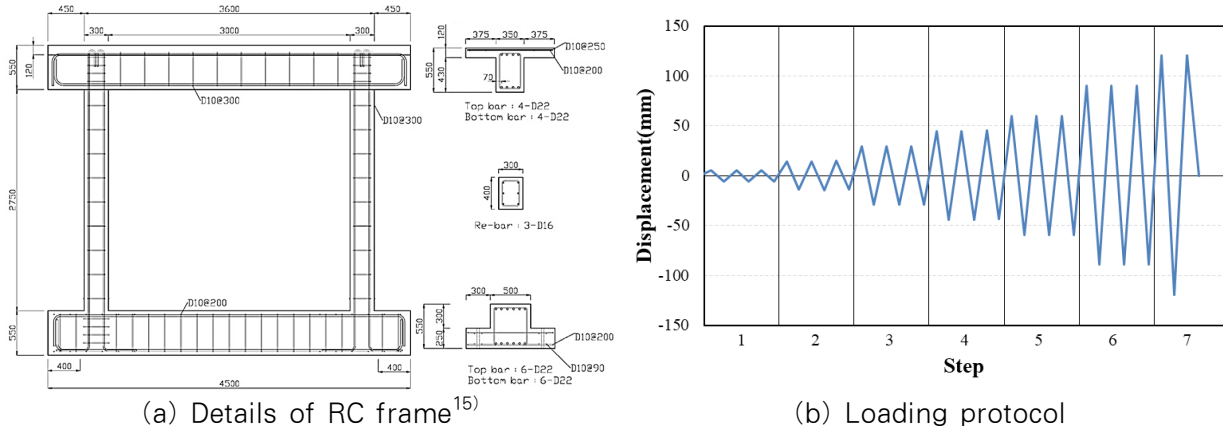 450
3600
450
300
3000
300
550
120
D10@300
D10@300
2750
D10@200
550
400
400
4500
375
350
375
120
550
430
70
D10@250
D10@200
Top bar : 4-D22
Bottom bar : 4-D22
300
400
Re-bar : 3-D16
300
500
550
300
250
D10@200
D10@90
Top bar : 6-D22
Bottom bar : 6-D22
(a) Details of RC frame15)
Displacement(mm)
150
100
50
0
-50
-100
-150
1 2 3 4 5 6 7
Step
(b) Loading protocol